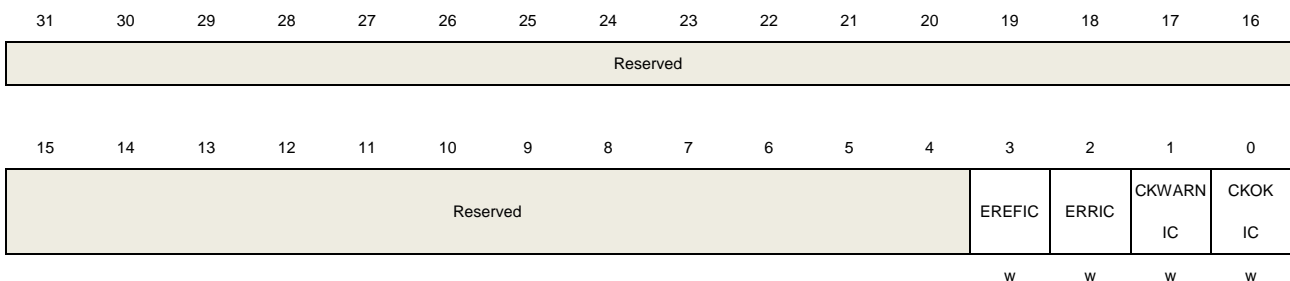 31 30 29 28 27 26 25 24 23 22 21 20 19 18 17 16
Reserved
15 14 13 12 11 10 9 8 7 6 5 4 3 2 1 0
Reserved EREFIC ERRIC CKWARN IC CKOK IC
w w w w